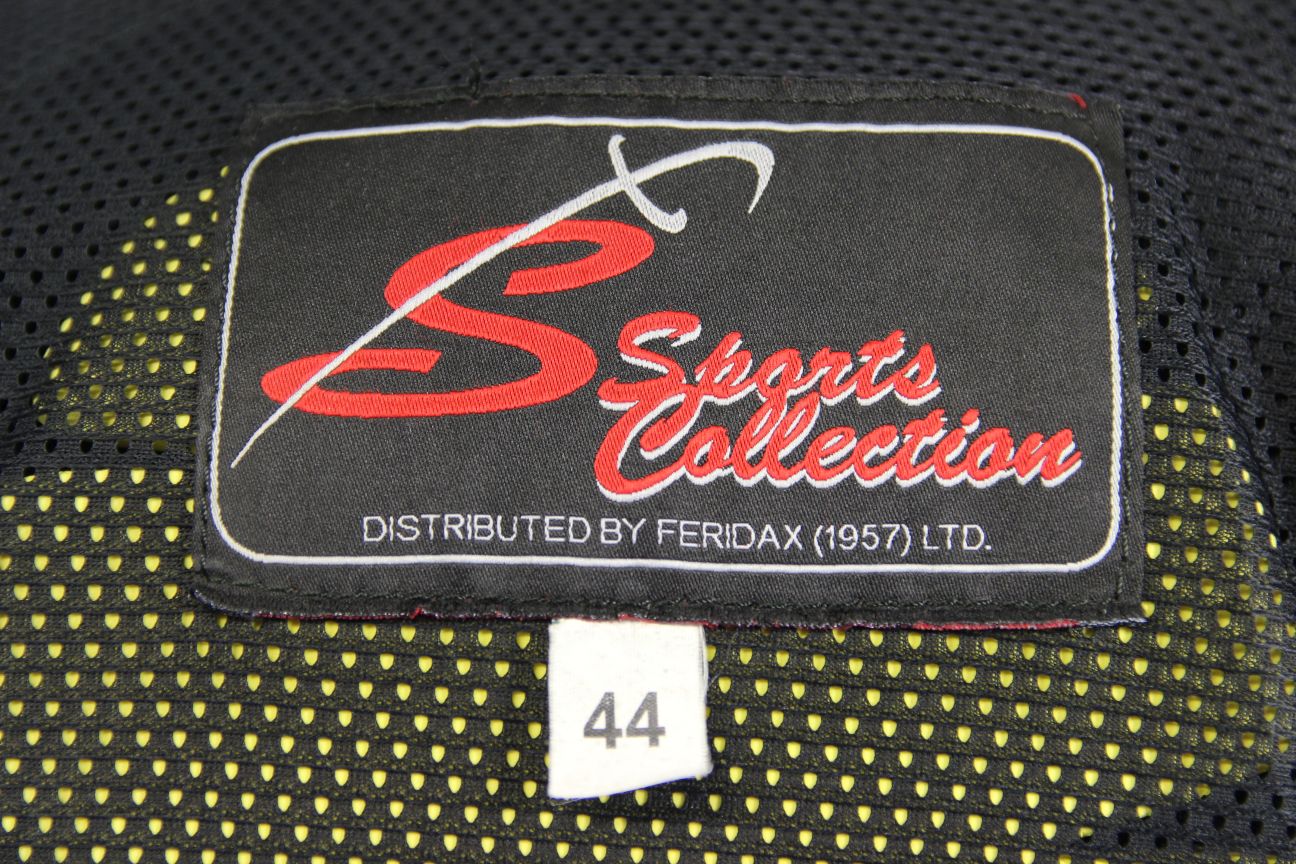 S
Sports
Collection
DISTRIBUTED BY FERIDAX (1957) LTD.
44